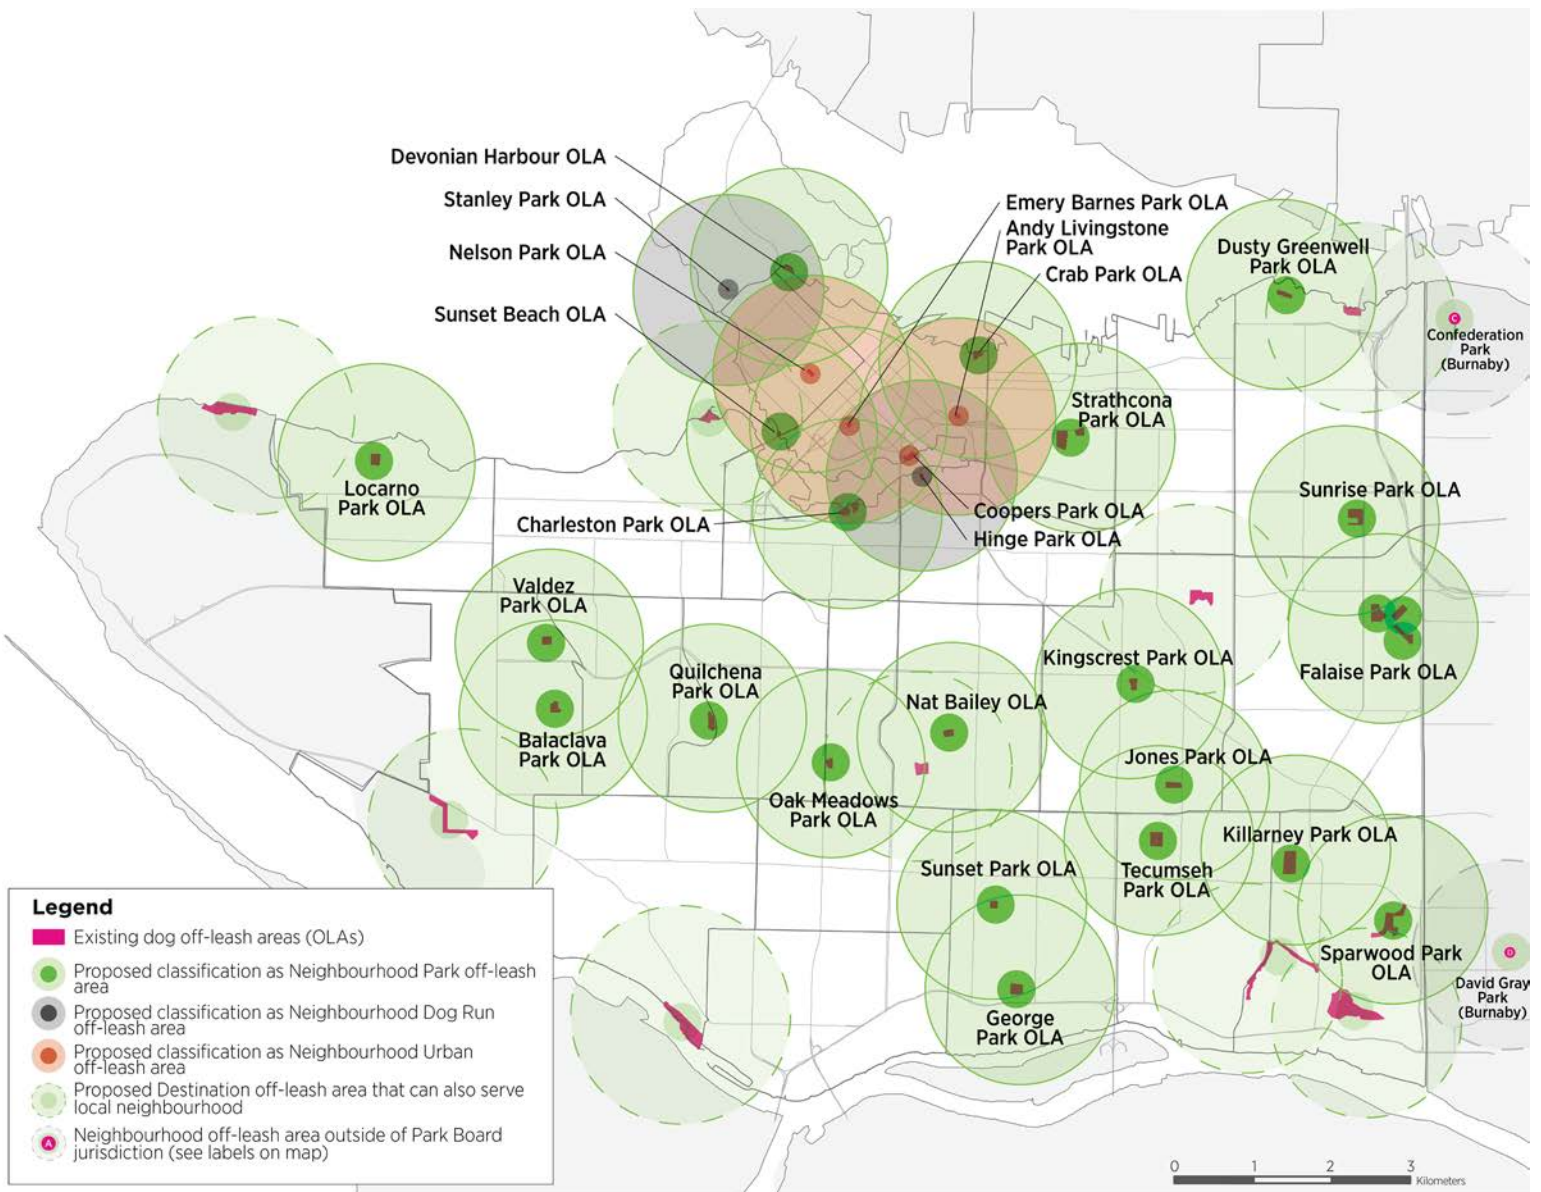 Devonian Harbour OLA
Stanley Park OLA
Nelson Park OLA
Sunset Beach OLA
Emery Barnes Park OLA
Andy Livingstone
Park OLA
Crab Park OLA
Dusty Greenwell
Park OLA
C
Confederation
Park
(Burnaby)
Strathcona
Park OLA
Locarno
Park OLA
Sunrise Park OLA
Charleston Park OLA
Coopers Park OLA
Hinge Park OLA
Valdez
Park OLA
Kingscrest Park OLA
Falaise Park OLA
Quilchena
Park OLA
Nat Bailey OLA
Balaclava
Park OLA
Jones Park OLA
Oak Meadows
Park OLA
Killarney Park OLA
Sunset Park OLA
Tecumseh
Park OLA
Sparwood Park
OLA
D
David Gray
Park
(Burnaby)
George
Park OLA
Legend
Existing dog off-leash areas (OLAs)
Proposed classification as Neighbourhood Park off-leash
area
Proposed classification as Neighbourhood Dog Run
off-leash area
Proposed classification as Neighbourhood Urban
off-leash area
Proposed Destination off-leash area that can also serve
local neighbourhood
A
Neighbourhood off-leash area outside of Park Board
jurisdiction (see labels on map)
0 1 2 3
Kilometers